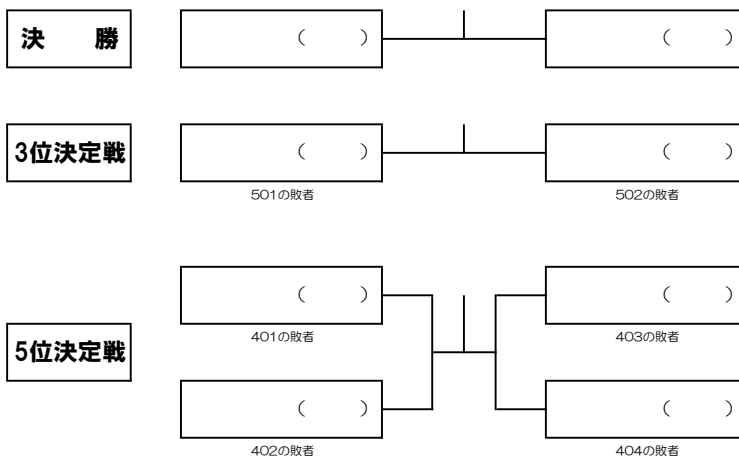 決　勝 （　　） （　　）
3位決定戦 （　　） （　　）
501の敗者 502の敗者
（　　） （　　）
401の敗者 403の敗者
5位決定戦
（　　） （　　）
402の敗者 404の敗者